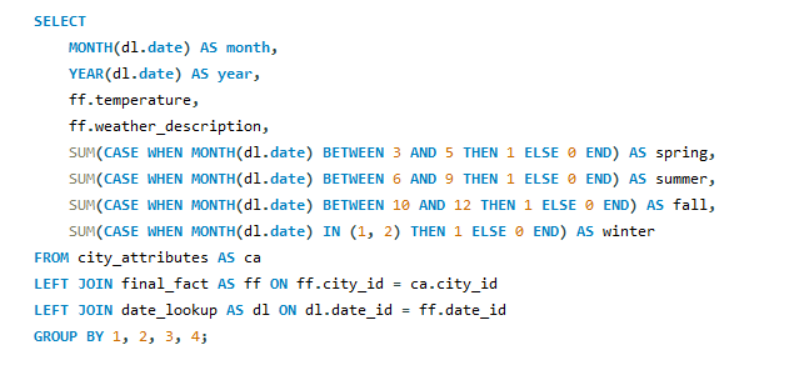 SELECT
MONTH(dl.date) AS month,
YEAR(dl.date) AS year,
ff.temperature,
ff.weather_description,
SUM(CASE WHEN MONTH(dl.date) BETWEEN 3 AND 5 THEN 1 ELSE 0 END) AS spring,
SUM(CASE WHEN MONTH(dl.date) BETWEEN 6 AND 9 THEN 1 ELSE 0 END) AS summer,
SUM(CASE WHEN MONTH(dl.date) BETWEEN 10 AND 12 THEN 1 ELSE 0 END) AS fall,
SUM(CASE WHEN MONTH(dl.date) IN (1, 2) THEN 1 ELSE 0 END) AS winter
FROM city_attributes AS ca
LEFT JOIN final_fact AS ff ON ff.city_id = ca.city_id
LEFT JOIN date_lookup AS dl ON dl.date_id = ff.date_id
GROUP BY 1, 2, 3, 4;